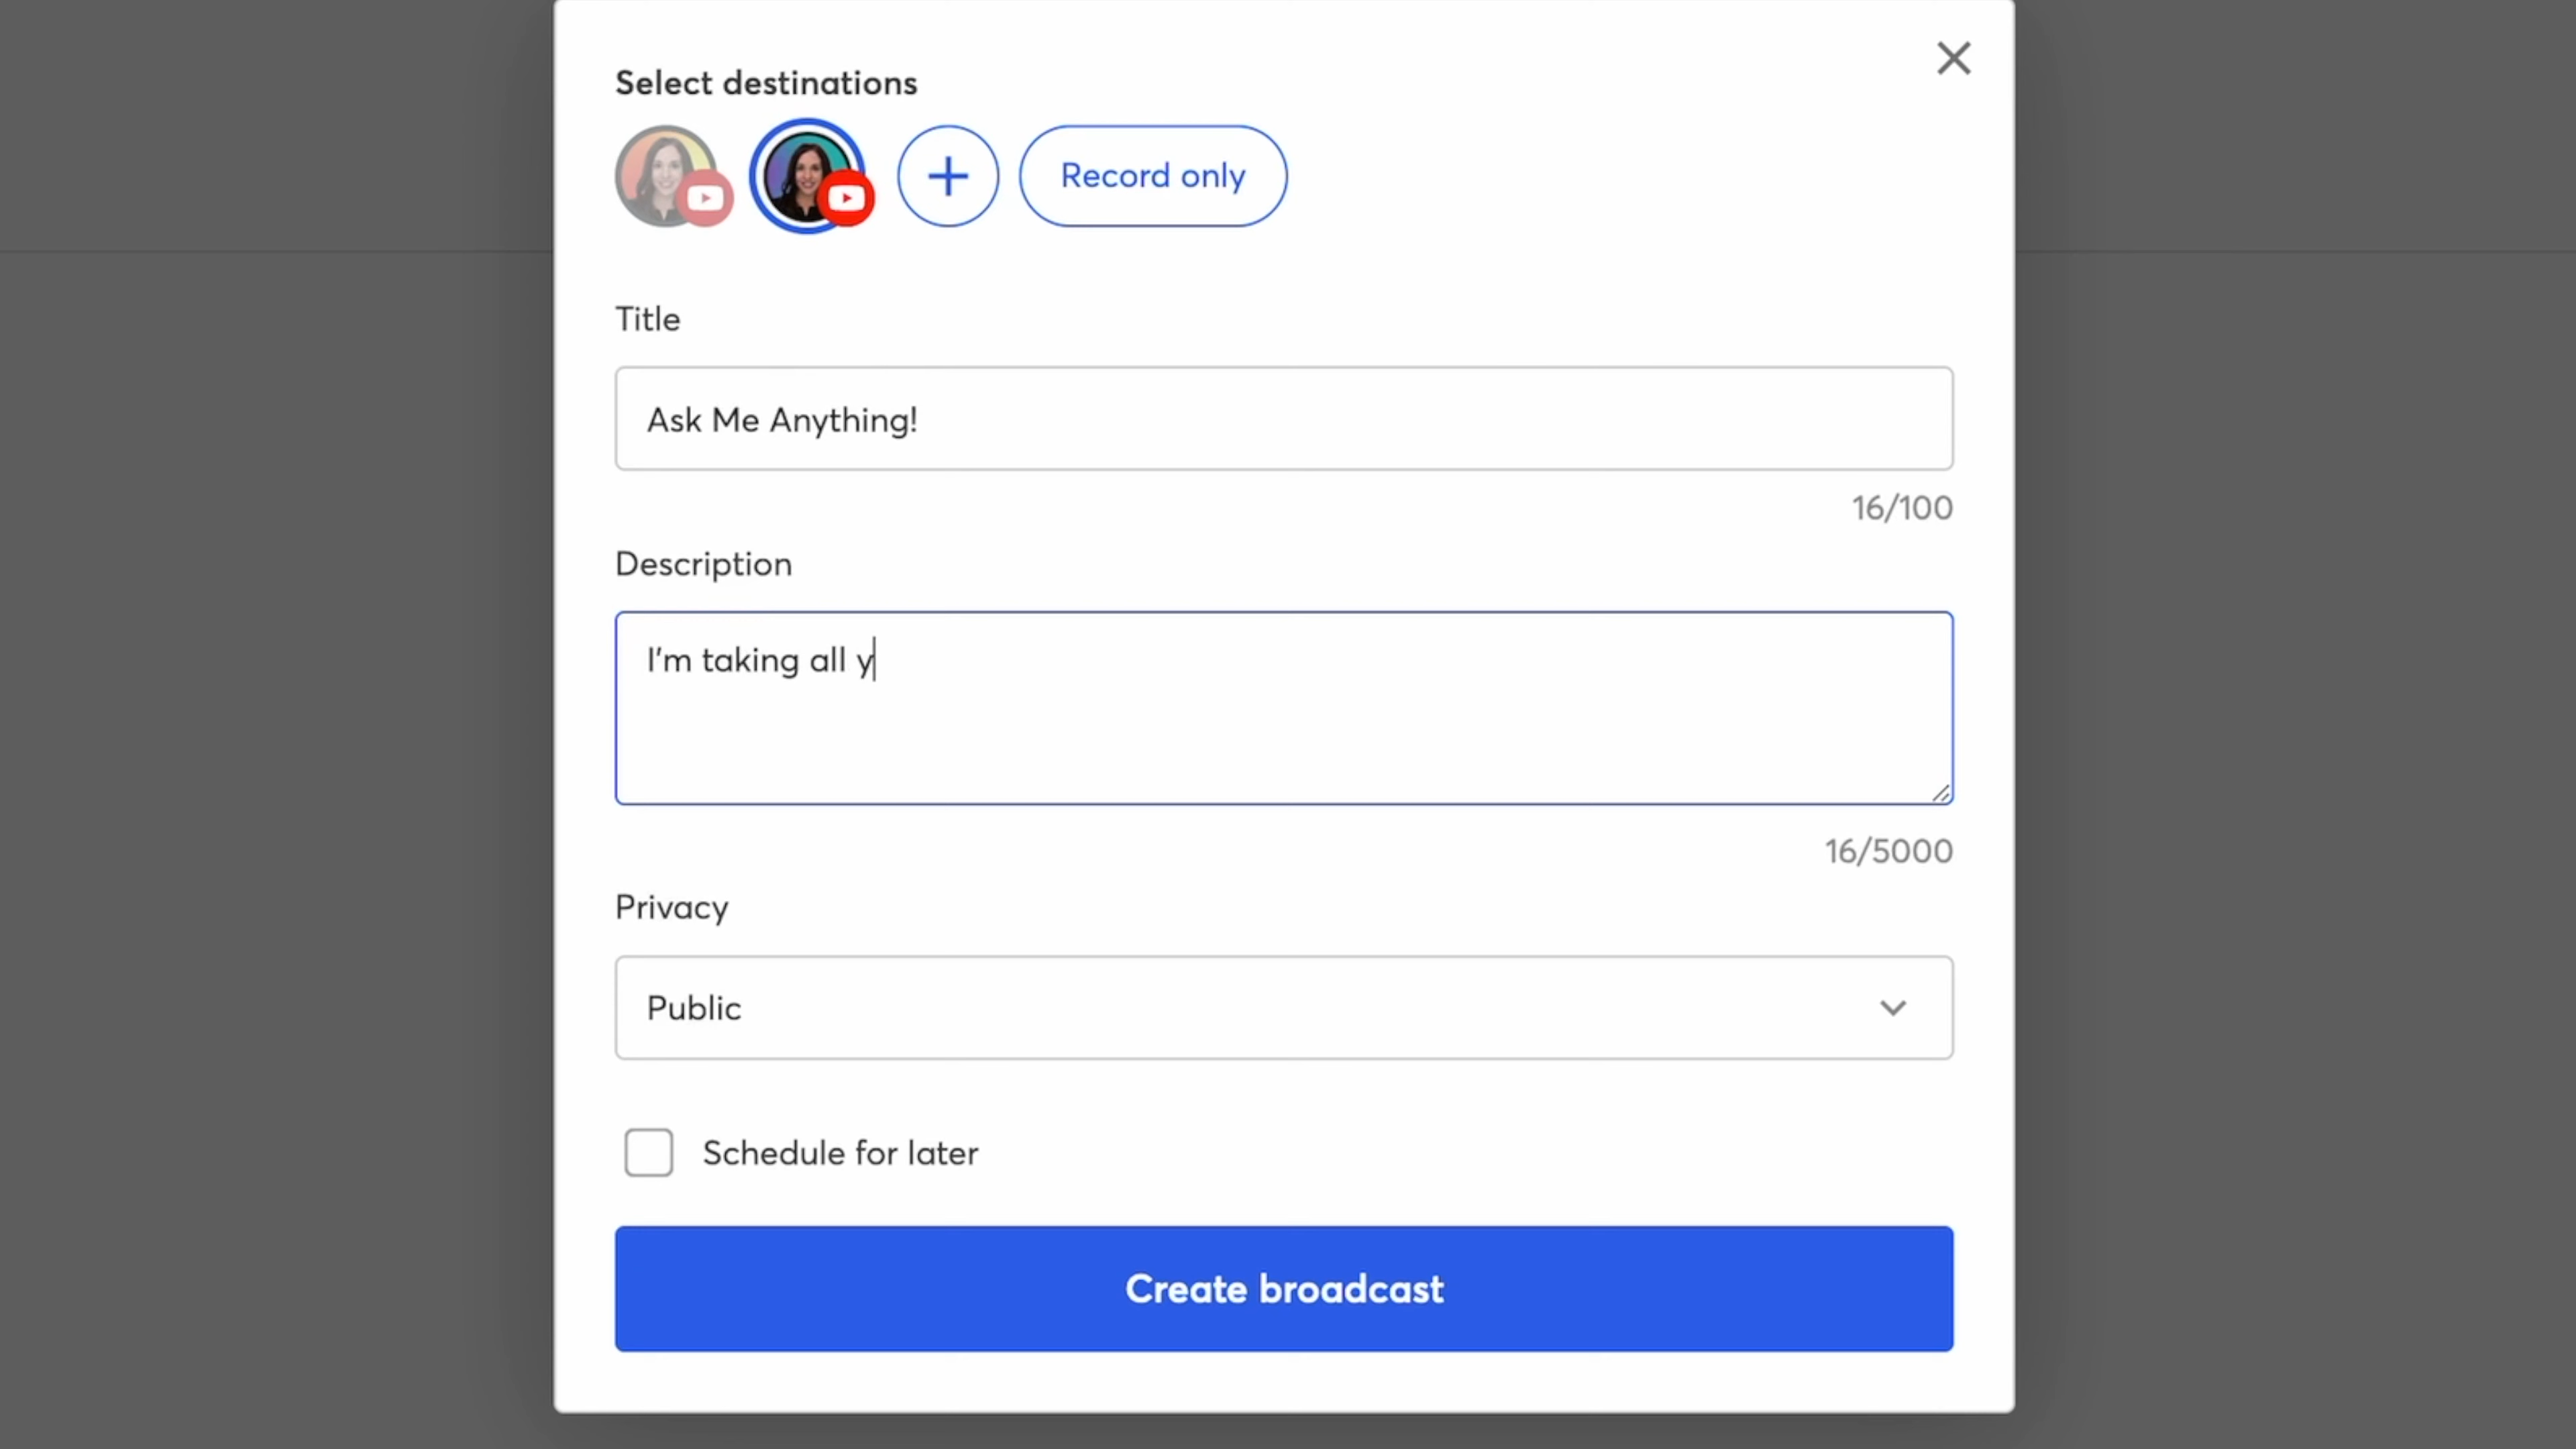 Select destinations
Record only
Title
Ask Me Anything!
16/100
Description
I'm taking all y
16/5000
Privacy
Public
Schedule for later
Create broadcast